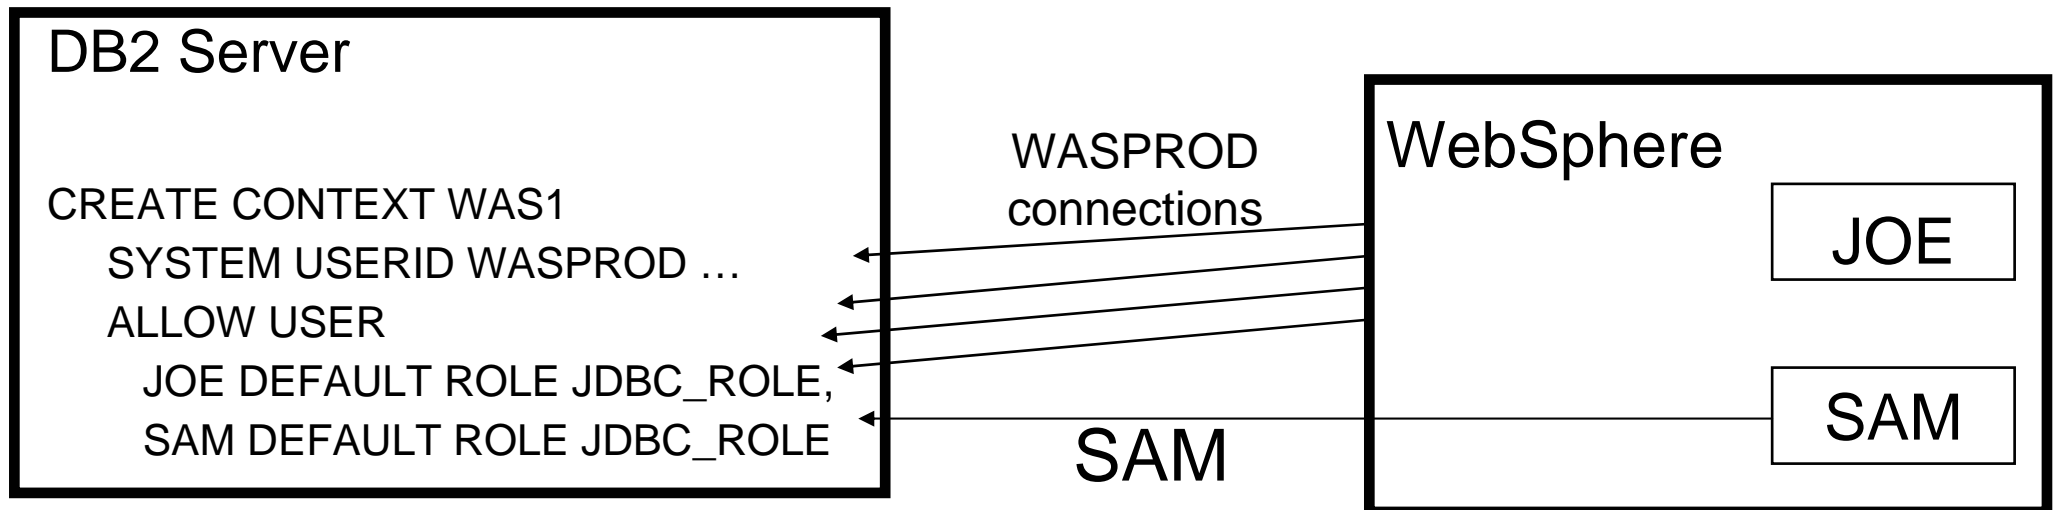 DB2 Server
CREATE CONTEXT WAS1
SYSTEM USERID WASPROD …
ALLOW USER
JOE DEFAULT ROLE JDBC_ROLE,
SAM DEFAULT ROLE JDBC_ROLE
WASPROD
connections
SAM
WebSphere
JOE
SAM